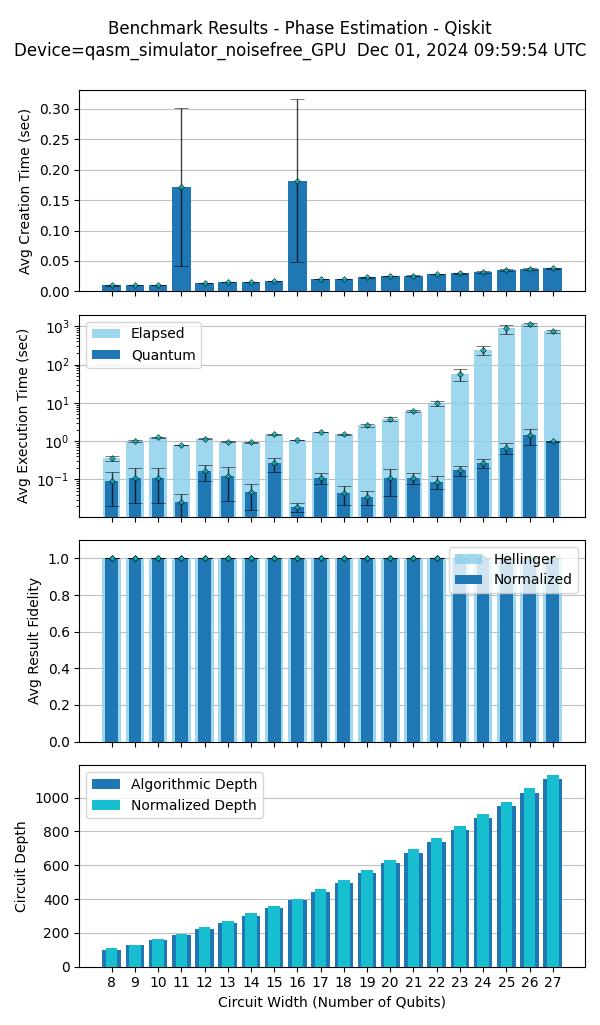 Benchmark Results - Phase Estimation - Qiskit
Device=qasm_simulator_noisefree_GPU  Dec 01, 2024 09:59:54 UTC
Avg Creation Time (sec)
0.30
0.25
0.20
0.15
0.10
0.05
0.00
Avg Execution Time (sec)
10³
10²
10¹
10⁰
10⁻¹
Elapsed
Quantum
Avg Result Fidelity
1.0
0.8
0.6
0.4
0.2
0.0
Hellinger
Normalized
Circuit Depth
1000
800
600
400
200
0
Algorithmic Depth
Normalized Depth
8 9 10 11 12 13 14 15 16 17 18 19 20 21 22 23 24 25 26 27
Circuit Width (Number of Qubits)